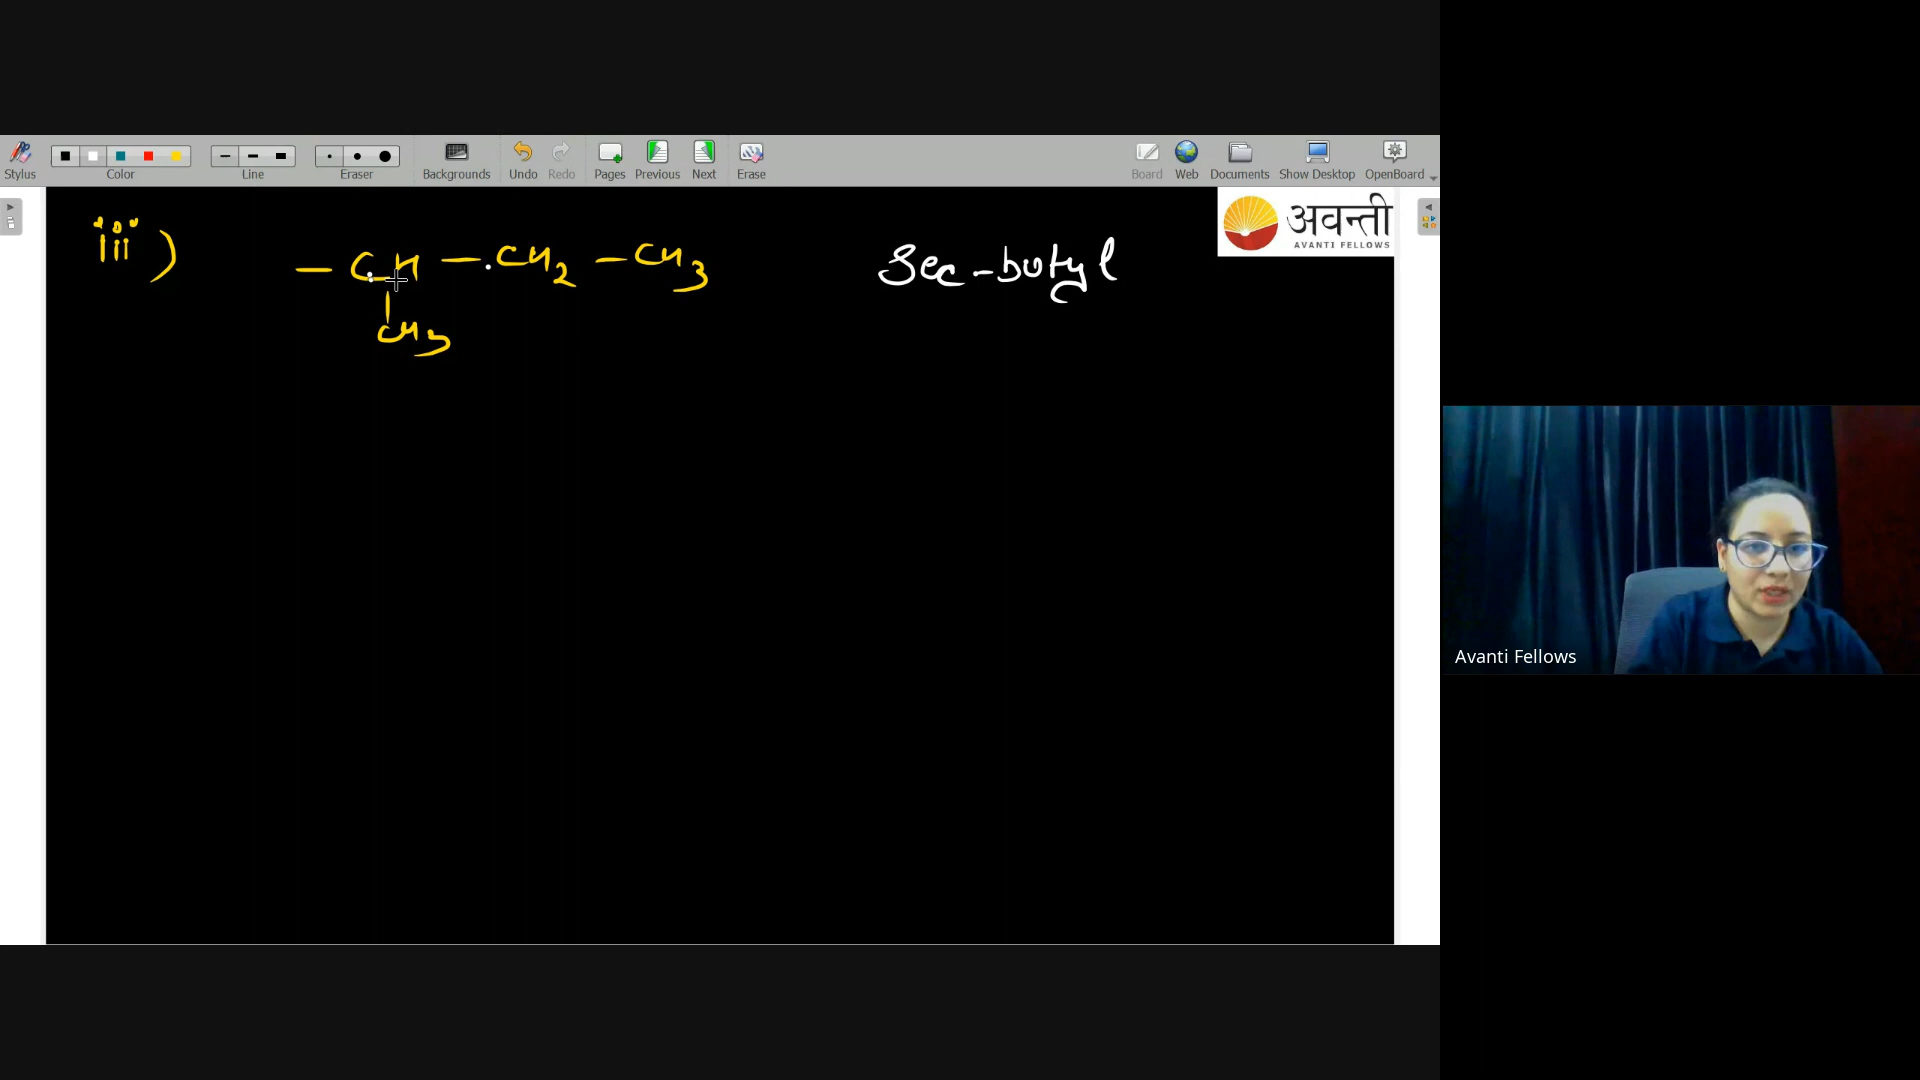 Stylus Color Line Eraser Backgrounds Undo Redo Pages Previous Next Erase Board Web Documents Show Desktop OpenBoard
अवन्ती
AVANTI FELLOWS
iii) - CH - CH2 - CH3 Sec-butyl
CH3
Avanti Fellows